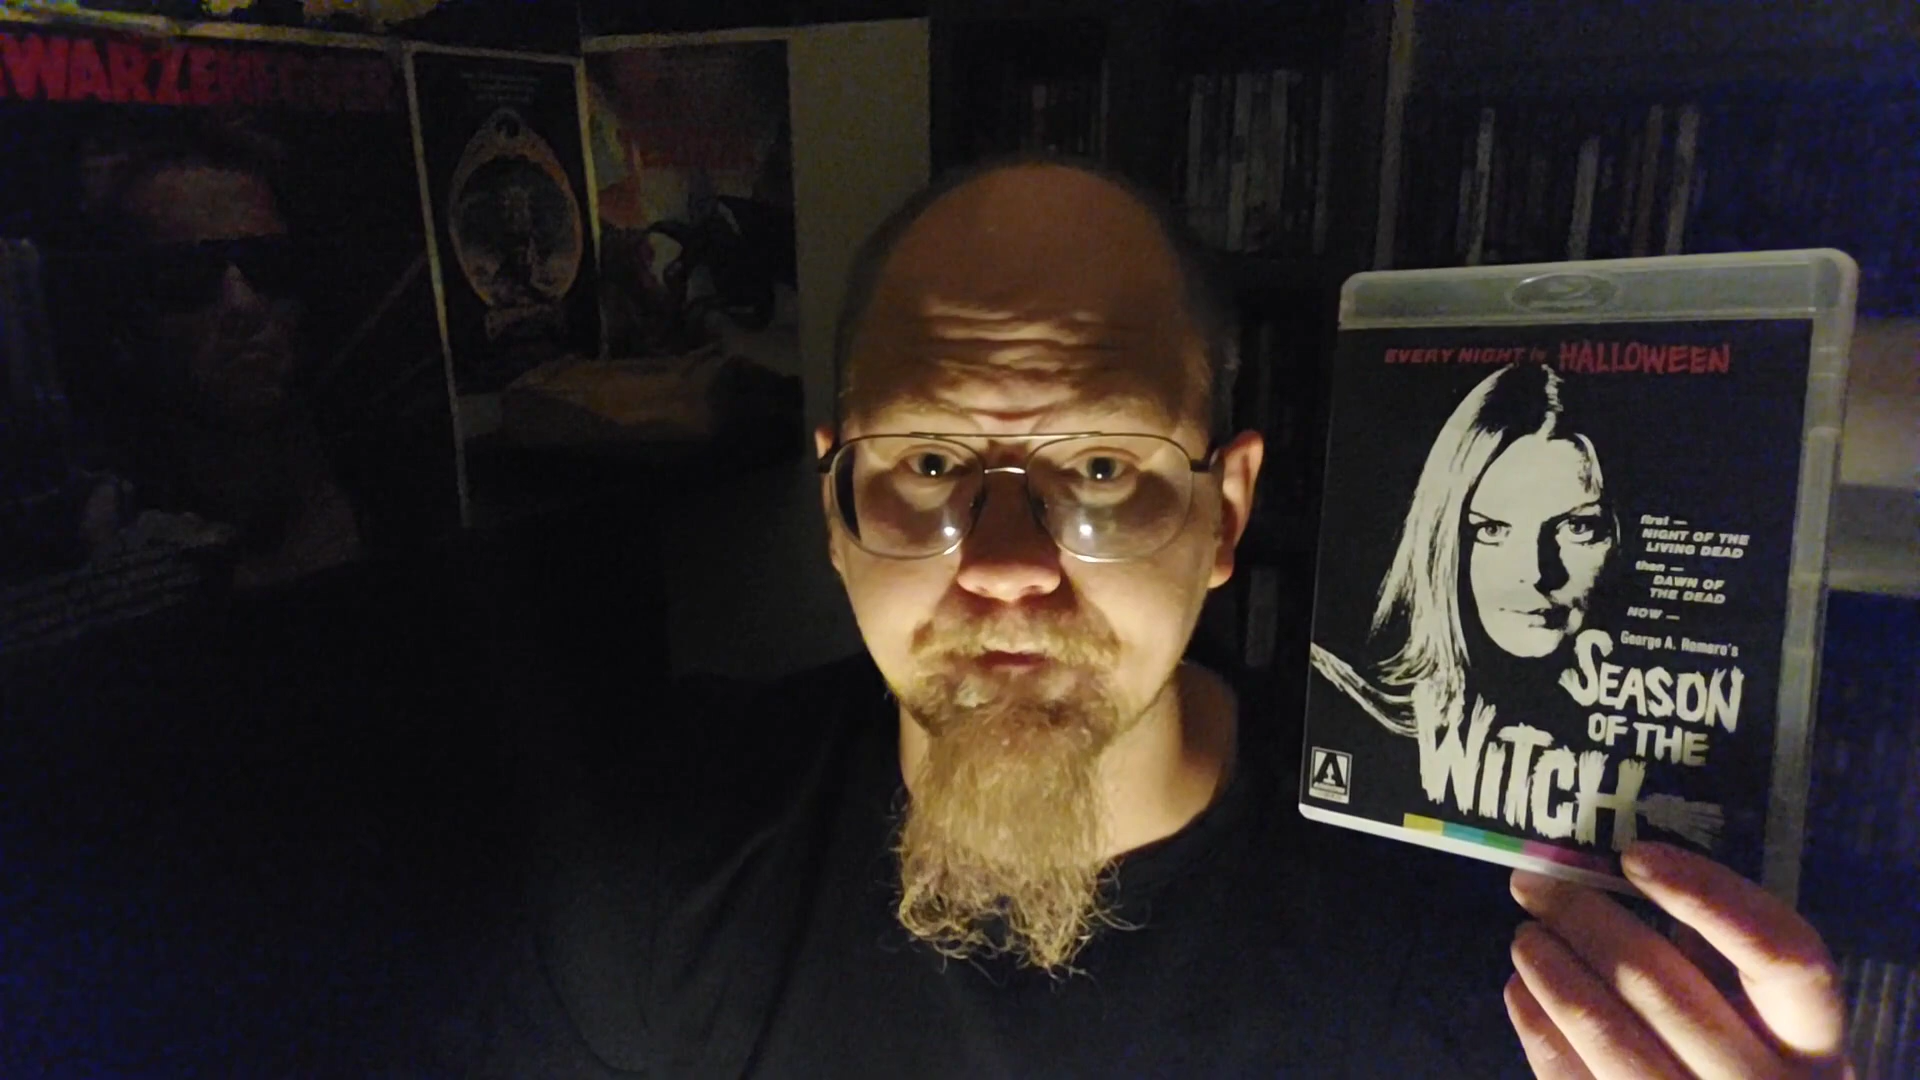 WARZENEGGER
EVERY NIGHT is HALLOWEEN
first —
NIGHT OF THE
LIVING DEAD
then —
DAWN OF
THE DEAD
NOW —
George A. Romero's
SEASON
OF THE
WITCH